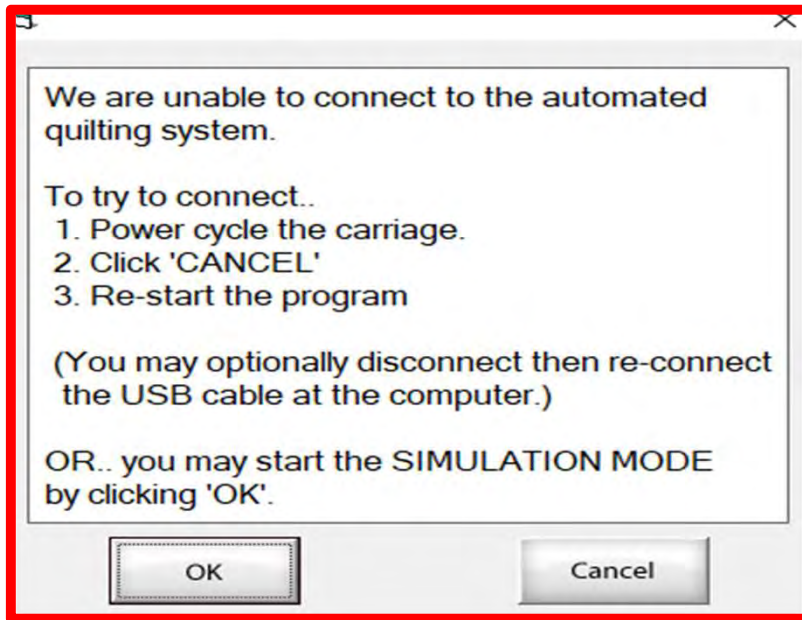 We are unable to connect to the automated
quilting system.
To try to connect..
1. Power cycle the carriage.
2. Click 'CANCEL'
3. Re-start the program
(You may optionally disconnect then re-connect
the USB cable at the computer.)
OR.. you may start the SIMULATION MODE
by clicking 'OK'.
OK
Cancel